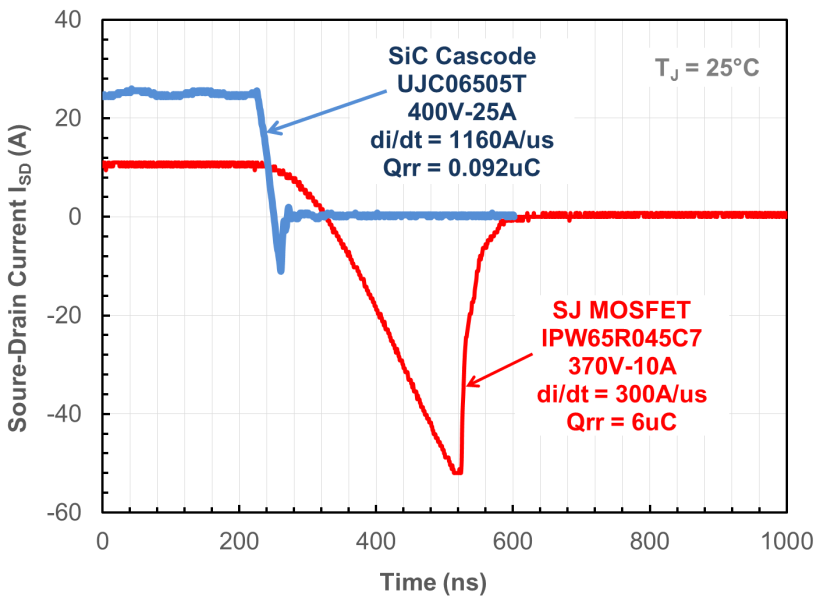 40
20
0
-20
-40
-60
Soure-Drain Current I_SD (A)
SiC Cascode
UJC06505T
400V-25A
di/dt = 1160A/us
Qrr = 0.092uC
T_J = 25°C
SJ MOSFET
IPW65R045C7
370V-10A
di/dt = 300A/us
Qrr = 6uC
0 200 400 600 800 1000
Time (ns)